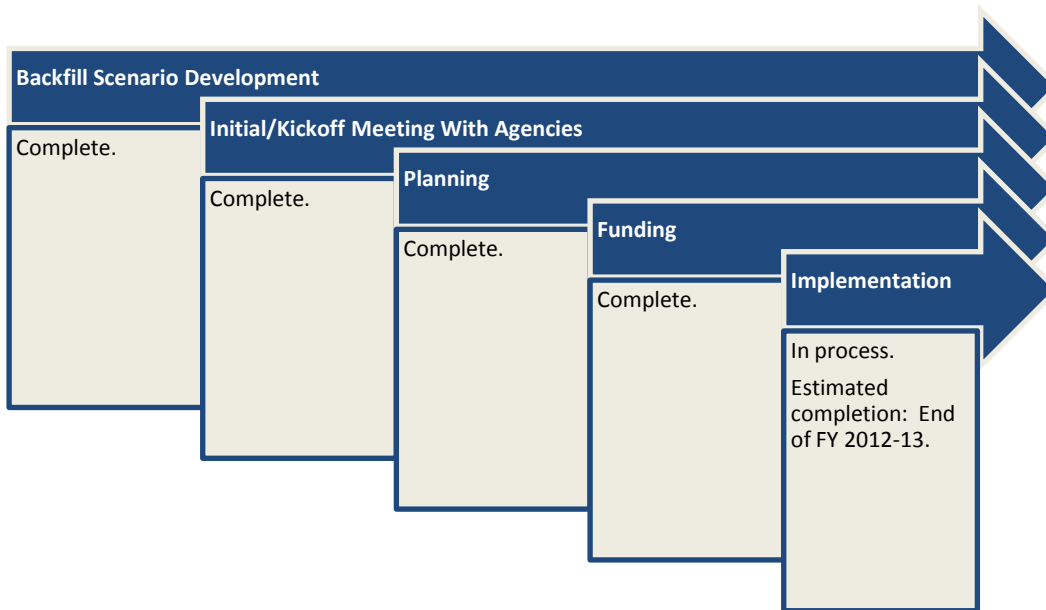 Backfill Scenario Development
Complete.
Initial/Kickoff Meeting With Agencies
Complete.
Planning
Complete.
Funding
Complete.
Implementation
In process.
Estimated
completion:  End
of FY 2012-13.